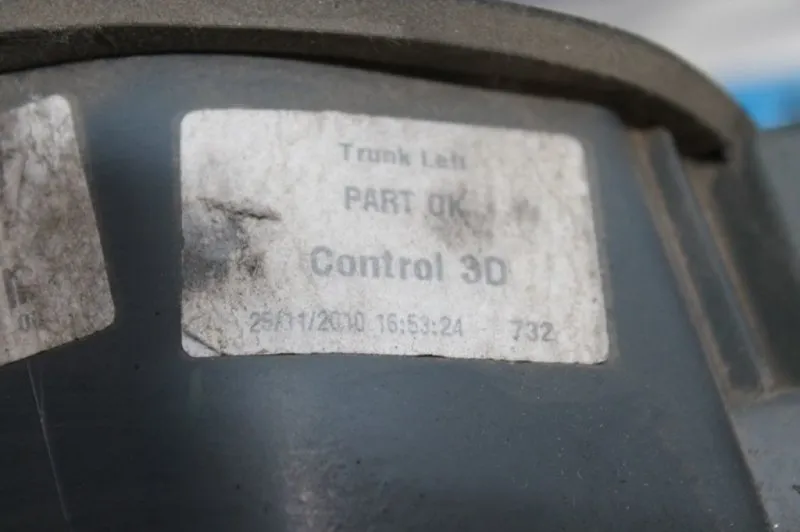 Trunk Left
PART OK
Control 3D
25/11/2010 16:53:24 732